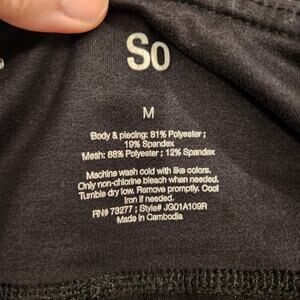 So
M
Body & piecing: 81% Polyester ;
19% Spandex
Mesh: 88% Polyester ; 12% Spandex
Machine wash cold with like colors.
Only non-chlorine bleach when needed.
Tumble dry low. Remove promptly. Cool
iron if needed.
RN# 73277 ; Style# JG01A109R
Made in Cambodia